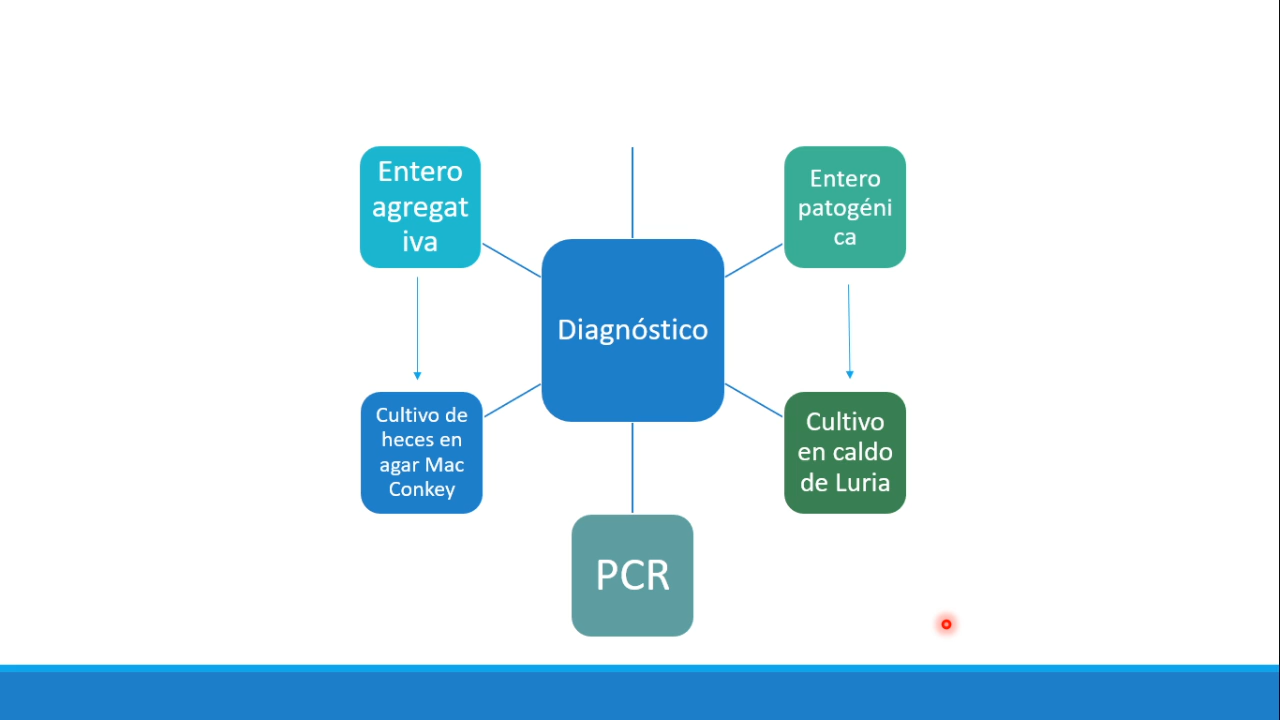 Entero
agregat
iva
Entero
patogéni
ca
Diagnóstico
Cultivo de
heces en
agar Mac
Conkey
Cultivo
en caldo
de Luria
PCR